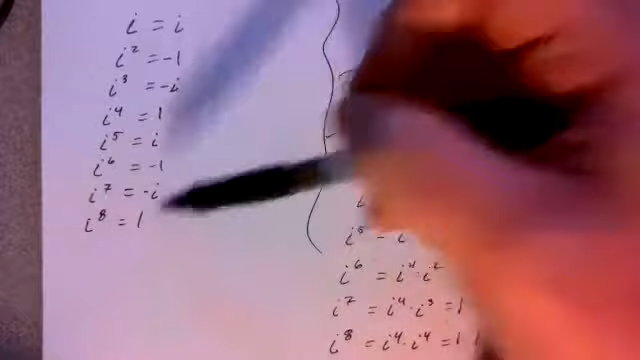 i = i
i² = -1
i³ = -i
i⁴ = 1
i⁵ = i
i⁶ = -1
i⁷ = -i
i⁸ = 1
i⁵ = i
i⁶ = i⁴·i²
i⁷ = i⁴·i³ = 1
i⁸ = i⁴·i⁴ = 1